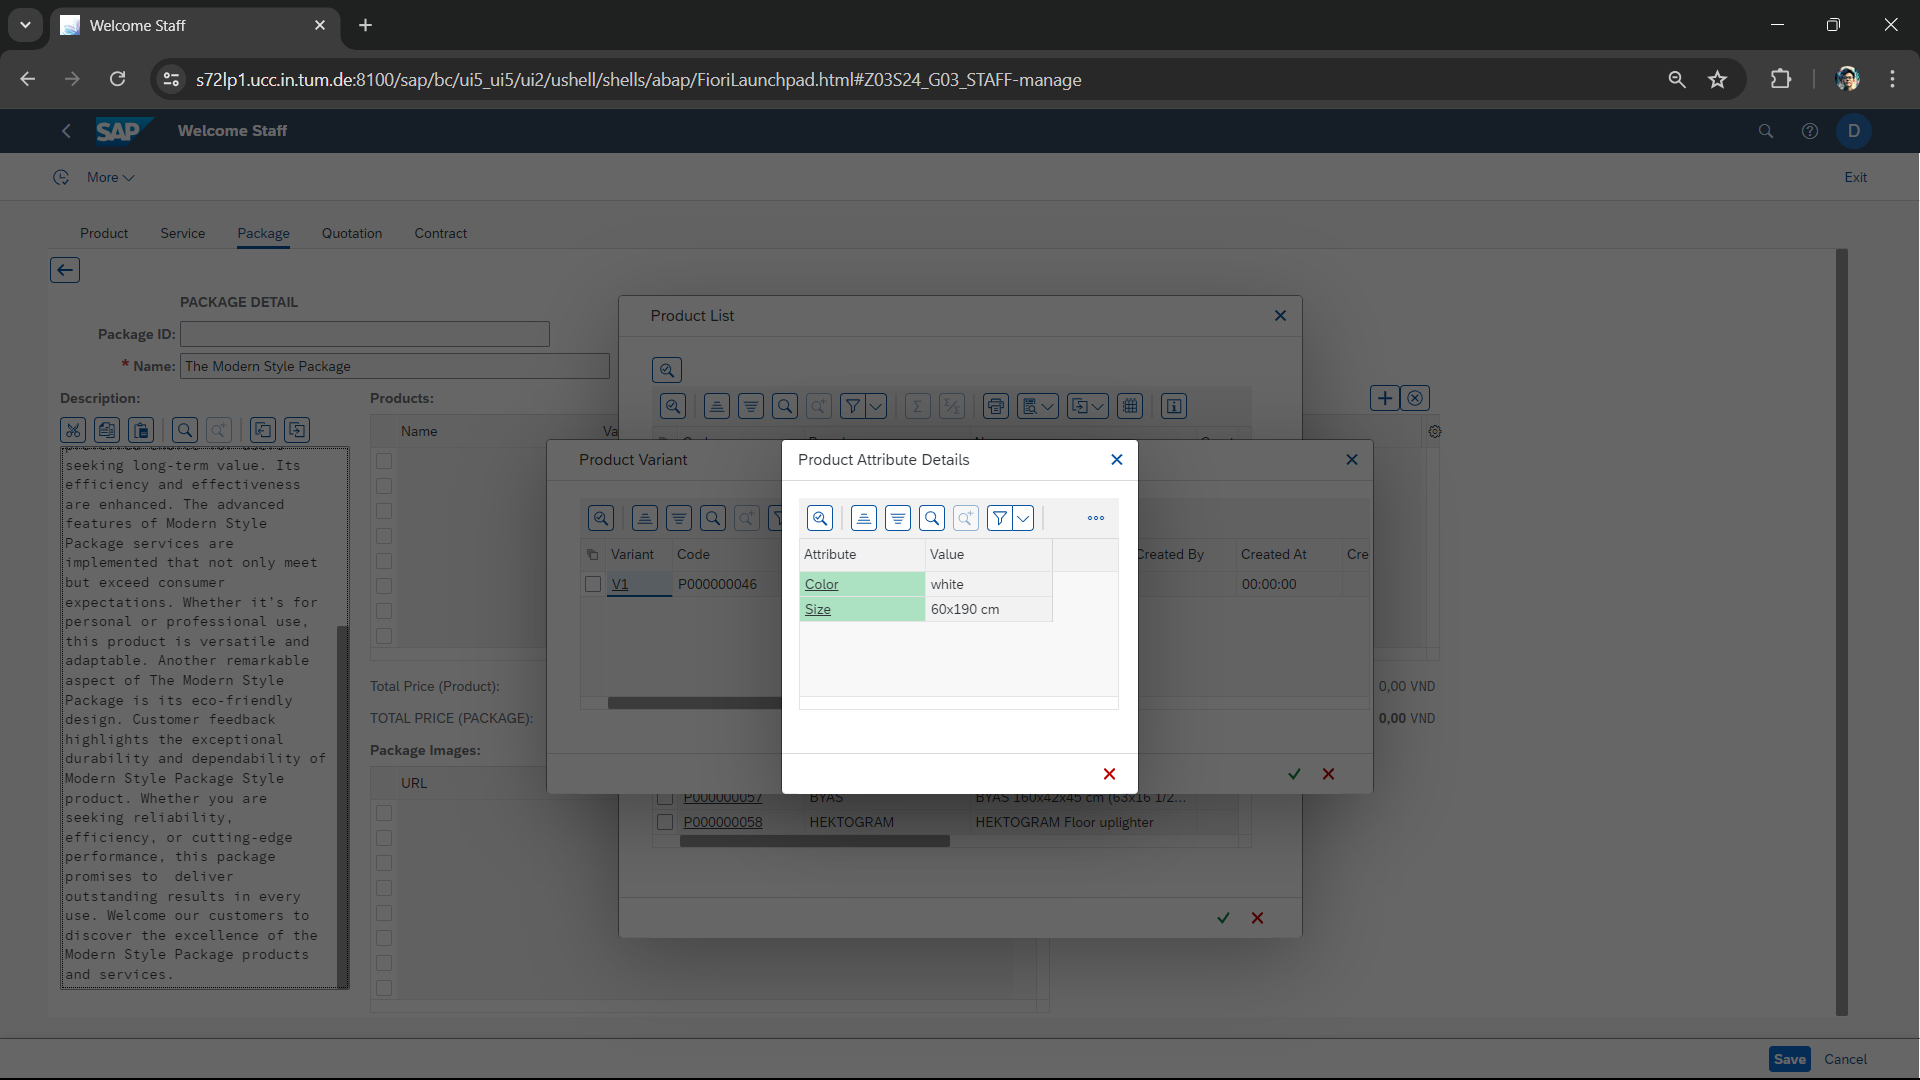 Welcome Staff
s72lp1.ucc.in.tum.de:8100/sap/bc/ui5_ui5/ui2/ushell/shells/abap/FioriLaunchpad.html#Z03S24_G03_STAFF-manage
SAP
Welcome Staff
D
More
Exit
Product
Service
Package
Quotation
Contract
PACKAGE DETAIL
Package ID:
* Name: The Modern Style Package
Description:
seeking long-term value. Its
efficiency and effectiveness
are enhanced. The advanced
features of Modern Style
Package services are
implemented that not only meet
but exceed consumer
expectations. Whether it's for
personal or professional use,
this product is versatile and
adaptable. Another remarkable
aspect of The Modern Style
Package is its eco-friendly
design. Customer feedback
highlights the exceptional
durability and dependability of
Modern Style Package Style
product. Whether you are
seeking reliability,
efficiency, or cutting-edge
performance, this package
promises to  deliver
outstanding results in every
use. Welcome our customers to
discover the excellence of the
Modern Style Package products
and services.
Products:
Name
Va
Total Price (Product):
0,00 VND
TOTAL PRICE (PACKAGE):
0,00 VND
Package Images:
URL
Product List
P000000057 BYAS BYAS 160x42x45 cm (63x16 1/2...
P000000058 HEKTOGRAM HEKTOGRAM Floor uplighter
Product Variant
Variant Code Created By Created At Cre
V1 P000000046 00:00:00
Product Attribute Details
Attribute Value
Color white
Size 60x190 cm
Save
Cancel